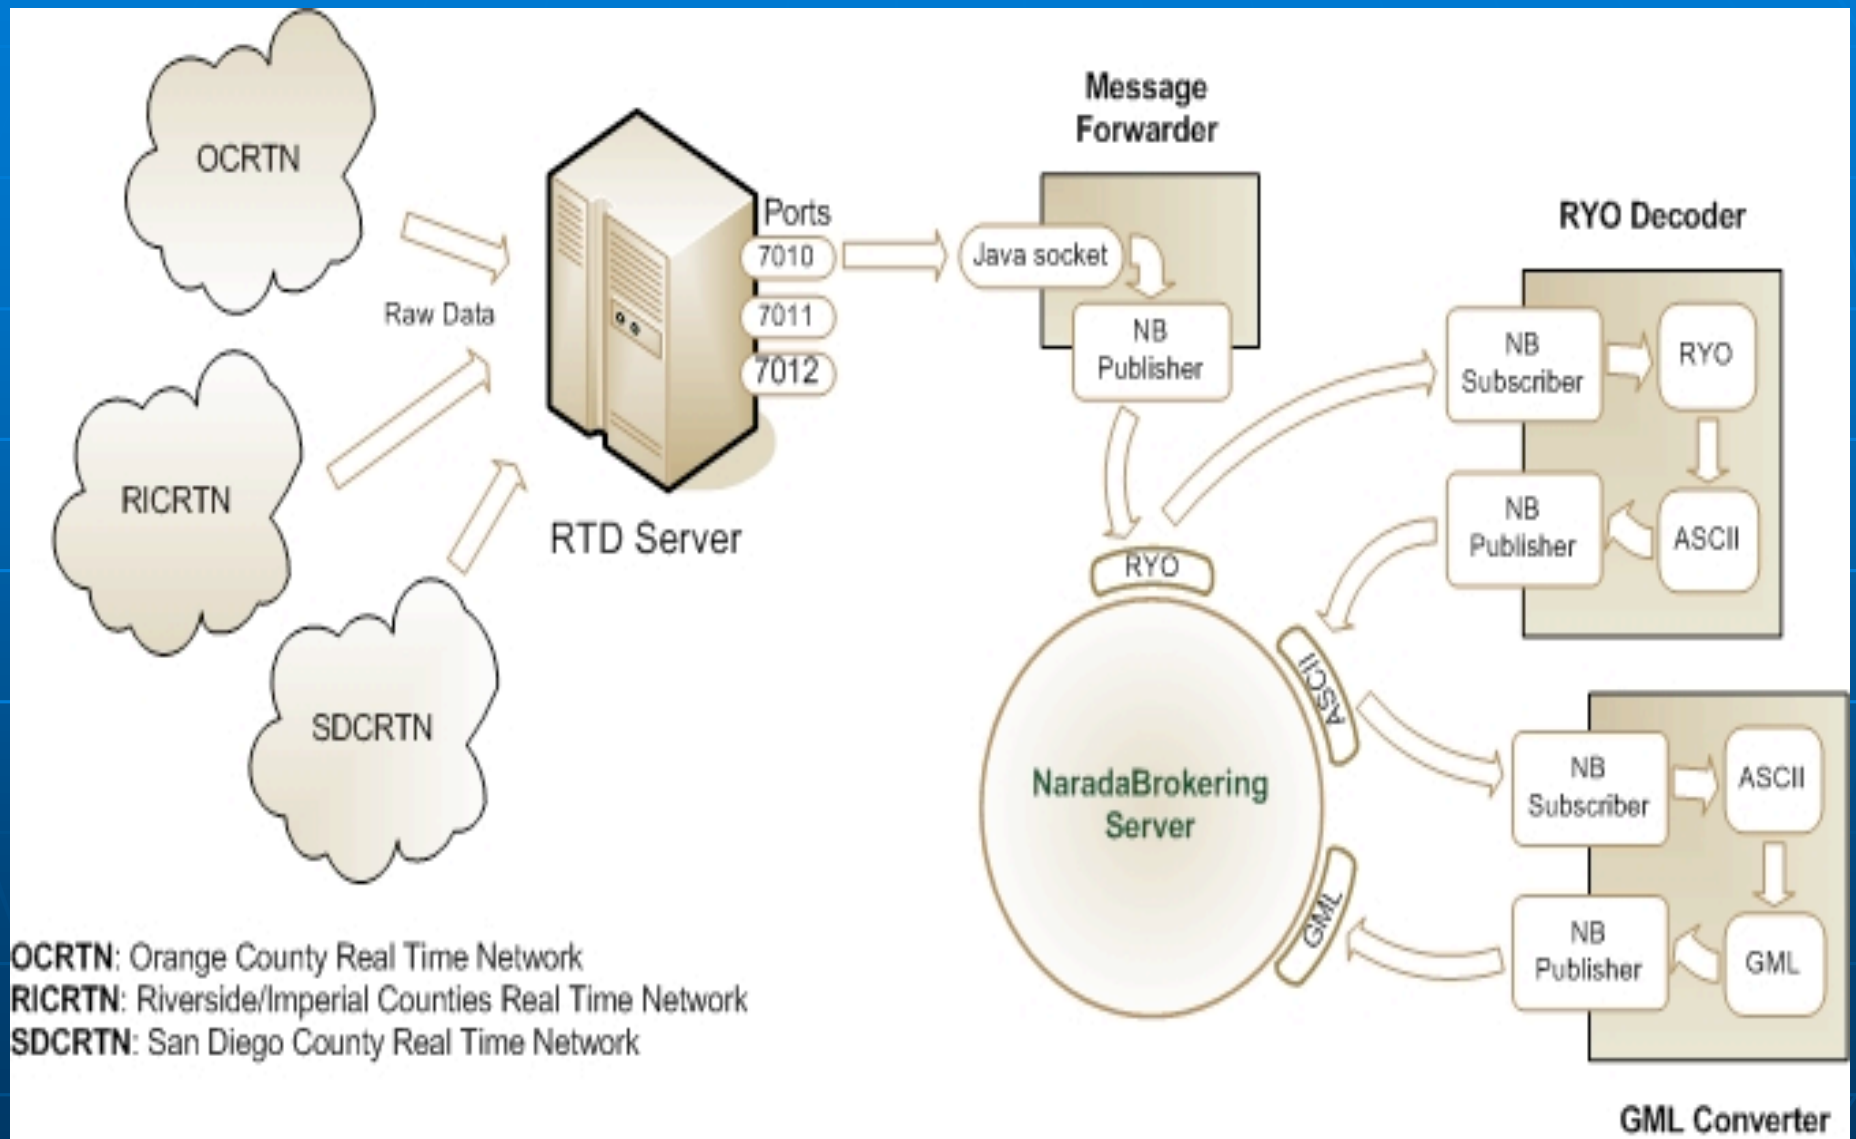 OCRTN
Raw Data
RICRTN
SDCRTN
RTD Server
Ports
7010
7011
7012
Message
Forwarder
Java socket
NB
Publisher
RYO Decoder
NB
Subscriber
RYO
NB
Publisher
ASCII
RYO
ASCII
GML
NaradaBrokering
Server
NB
Subscriber
ASCII
NB
Publisher
GML
GML Converter
OCRTN: Orange County Real Time Network
RICRTN: Riverside/Imperial Counties Real Time Network
SDCRTN: San Diego County Real Time Network